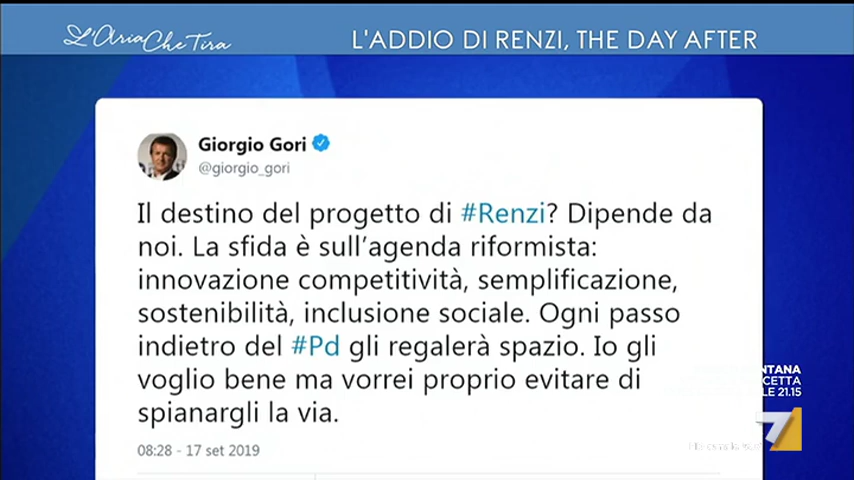 L'Aria Che Tira
L'ADDIO DI RENZI, THE DAY AFTER
Giorgio Gori
@giorgio_gori
Il destino del progetto di #Renzi? Dipende da
noi. La sfida è sull'agenda riformista:
innovazione competitività, semplificazione,
sostenibilità, inclusione sociale. Ogni passo
indietro del #Pd gli regalerà spazio. Io gli
voglio bene ma vorrei proprio evitare di
spianargli la via.
08:28 - 17 set 2019
21.15
7